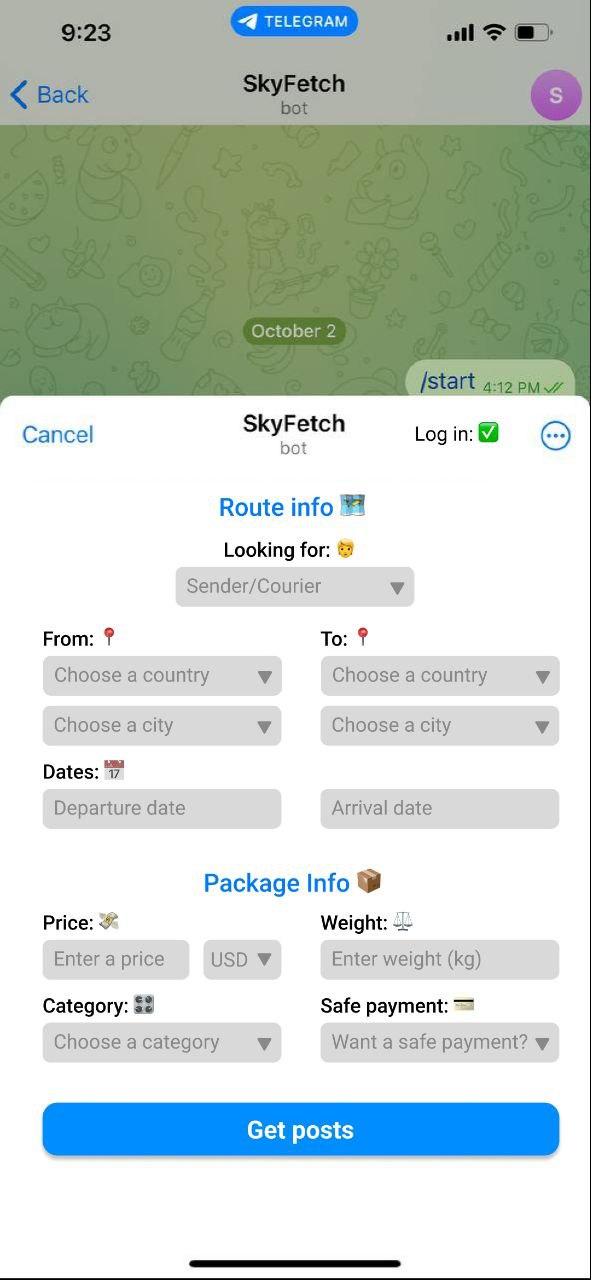 9:23
TELEGRAM
Back
SkyFetch
bot
S
October 2
/start 4:12 PM
Cancel
SkyFetch
bot
Log in: ✅
Route info 🗺️
Looking for: 🧑
Sender/Courier ▼
From: 📍
To: 📍
Choose a country ▼
Choose a country ▼
Choose a city ▼
Choose a city ▼
Dates: 📅
Departure date
Arrival date
Package Info 📦
Price: 💸
Weight: ⚖️
Enter a price
USD ▼
Enter weight (kg)
Category: 🎛️
Safe payment: 💳
Choose a category ▼
Want a safe payment? ▼
Get posts